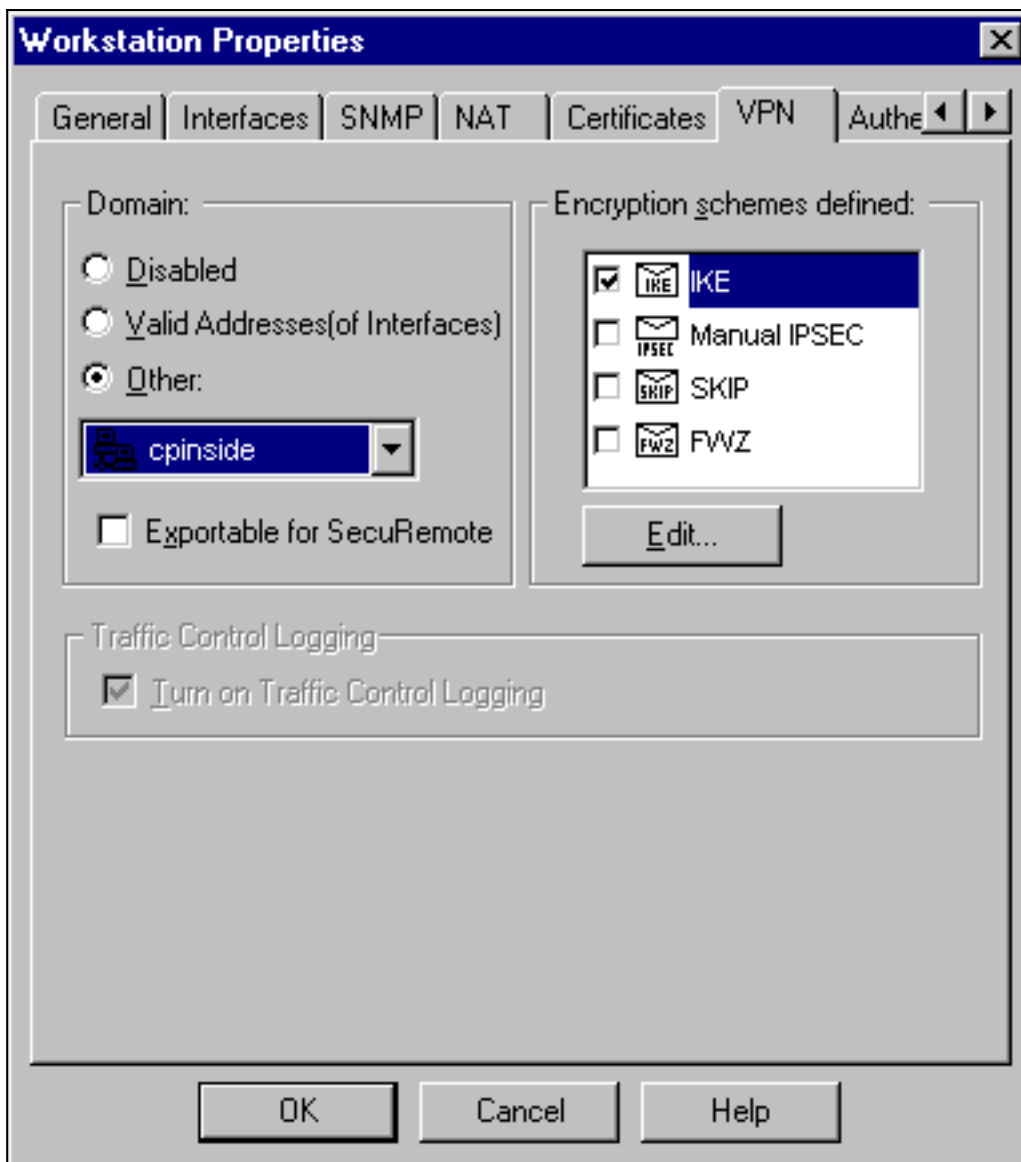 Workstation Properties
General Interfaces SNMP NAT Certificates VPN Authe
Domain:
Disabled
Valid Addresses(of Interfaces)
Other:
cpinside
Exportable for SecuRemote
Encryption schemes defined:
IKE IKE
IPSEC Manual IPSEC
SKIP SKIP
FWZ FWZ
Edit...
Traffic Control Logging
Turn on Traffic Control Logging
OK Cancel Help